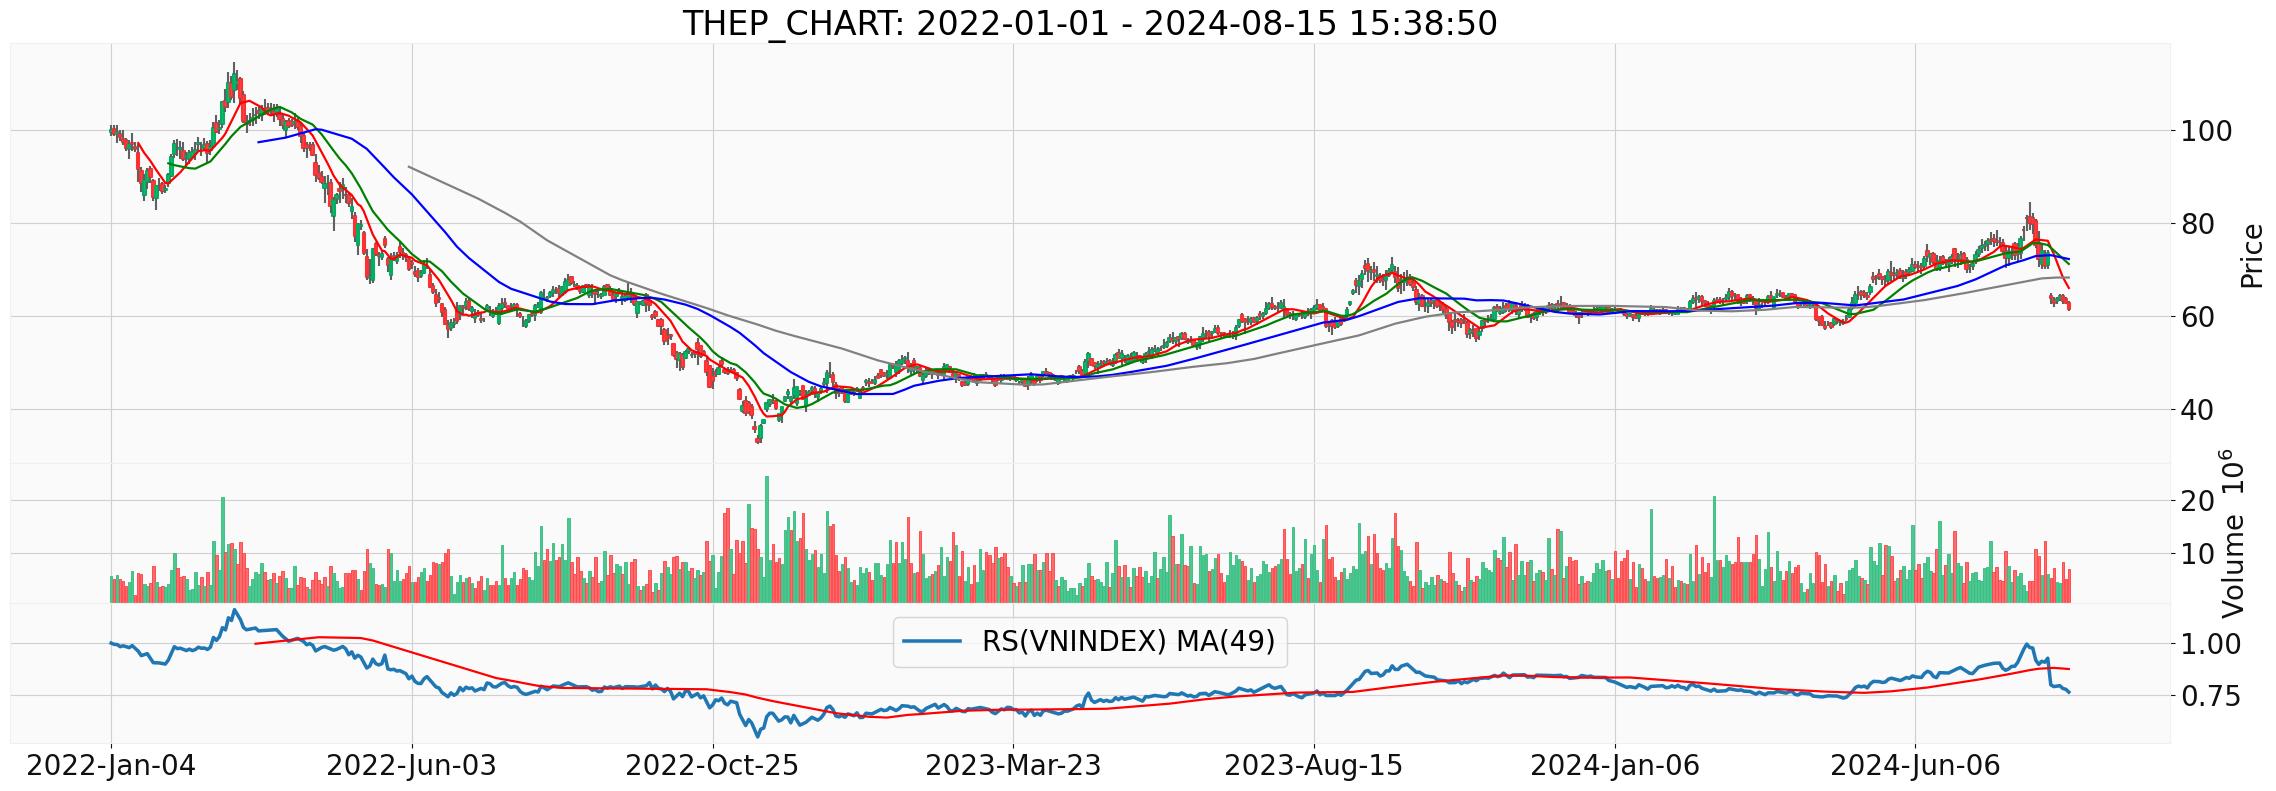 THEP_CHART: 2022-01-01 - 2024-08-15 15:38:50
100
80
60
40
Price
20
10
Volume 10⁶
RS(VNINDEX) MA(49)
1.00
0.75
2022-Jan-04
2022-Jun-03
2022-Oct-25
2023-Mar-23
2023-Aug-15
2024-Jan-06
2024-Jun-06